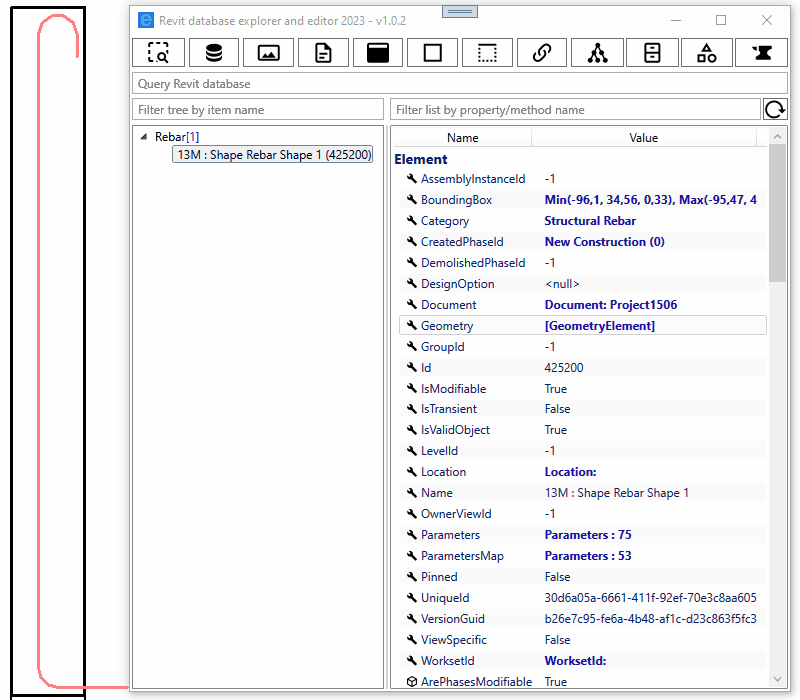 Revit database explorer and editor 2023 - v1.0.2
Query Revit database
Filter tree by item name
Filter list by property/method name
Rebar[1]
13M : Shape Rebar Shape 1 (425200)
Name Value
Element
AssemblyInstanceId -1
BoundingBox Min(-96,1, 34,56, 0,33), Max(-95,47, 4
Category Structural Rebar
CreatedPhaseId New Construction (0)
DemolishedPhaseId -1
DesignOption <null>
Document Document: Project1506
Geometry [GeometryElement]
GroupId -1
Id 425200
IsModifiable True
IsTransient False
IsValidObject True
LevelId -1
Location Location:
Name 13M : Shape Rebar Shape 1
OwnerViewId -1
Parameters Parameters : 75
ParametersMap Parameters : 53
Pinned False
UniqueId 30d6a05a-6661-411f-92ef-70e3c8aa605
VersionGuid b26e7c95-fe6a-4b48-af1c-d23c863f5fc3
ViewSpecific False
WorksetId WorksetId:
ArePhasesModifiable True